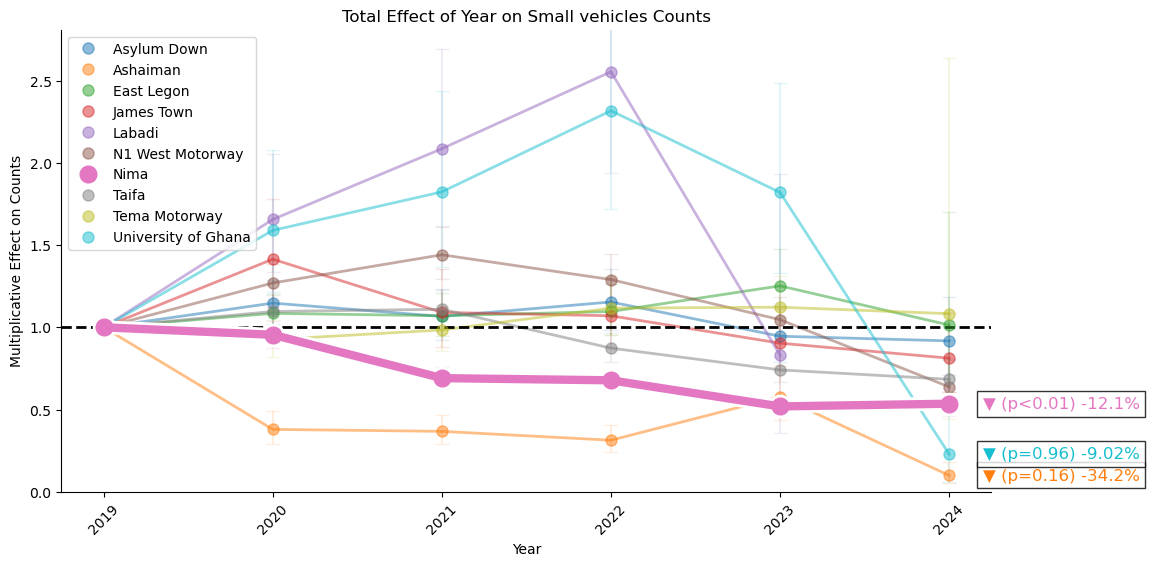 Total Effect of Year on Small vehicles Counts
Asylum Down
Ashaiman
East Legon
James Town
Labadi
N1 West Motorway
Nima
Taifa
Tema Motorway
University of Ghana
Multiplicative Effect on Counts
2.5
2.0
1.5
1.0
0.5
0.0
▼ (p<0.01) -12.1%
▼ (p=0.96) -9.02%
▼ (p=0.16) -34.2%
2019
2020
2021
2022
2023
2024
Year